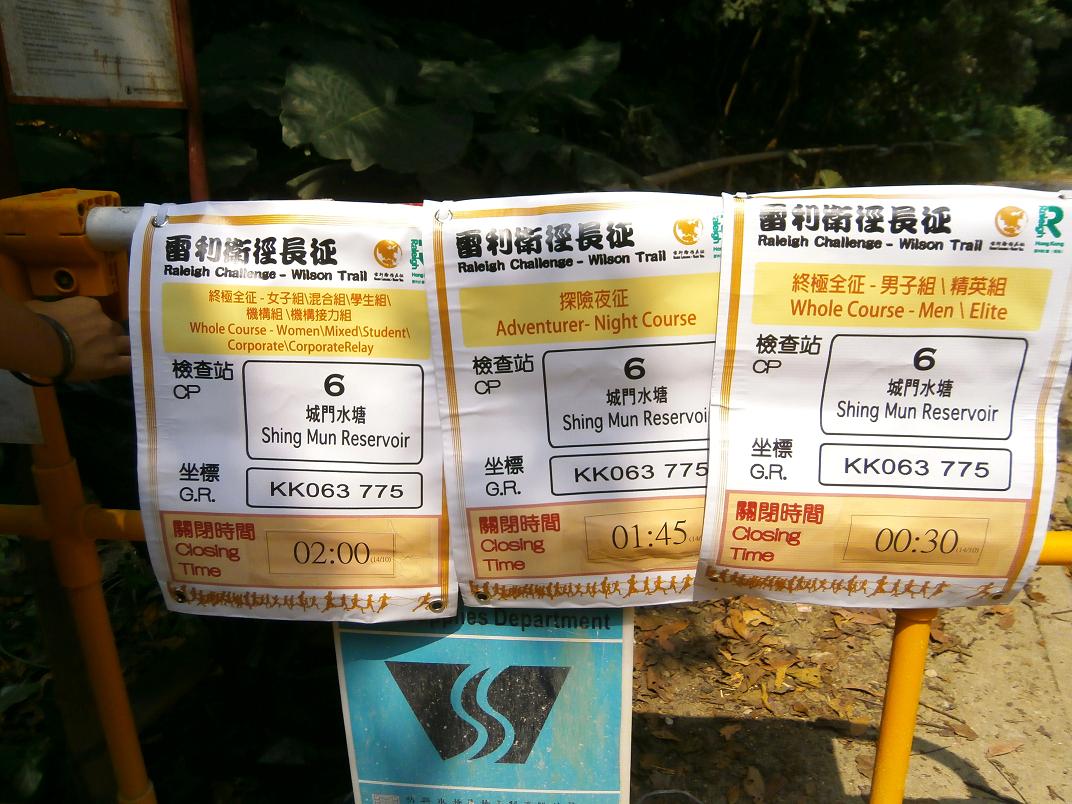 雷利衛徑長征
Raleigh Challenge - Wilson Trail
終極全征 - 女子組\混合組\學生組\
機構組 \機構接力組
Whole Course - Women\Mixed\Student\
Corporate\CorporateRelay
檢查站
CP
6
城門水塘
Shing Mun Reservoir
坐標
G.R.
KK063 775
關閉時間
Closing
Time
02:00 (14/10)
雷利衛徑長征
Raleigh Challenge - Wilson Trail
探險夜征
Adventurer- Night Course
檢查站
CP
6
城門水塘
Shing Mun Reservoir
坐標
G.R.
KK063 775
關閉時間
Closing
Time
01:45
雷利衛徑長征
Raleigh Challenge - Wilson Trail
Raleigh
Hong Kong
終極全征 - 男子組 \ 精英組
Whole Course - Men \ Elite
檢查站
CP
6
城門水塘
Shing Mun Reservoir
坐標
G.R.
KK063 775
關閉時間
Closing
Time
00:30 (14/10)
Department